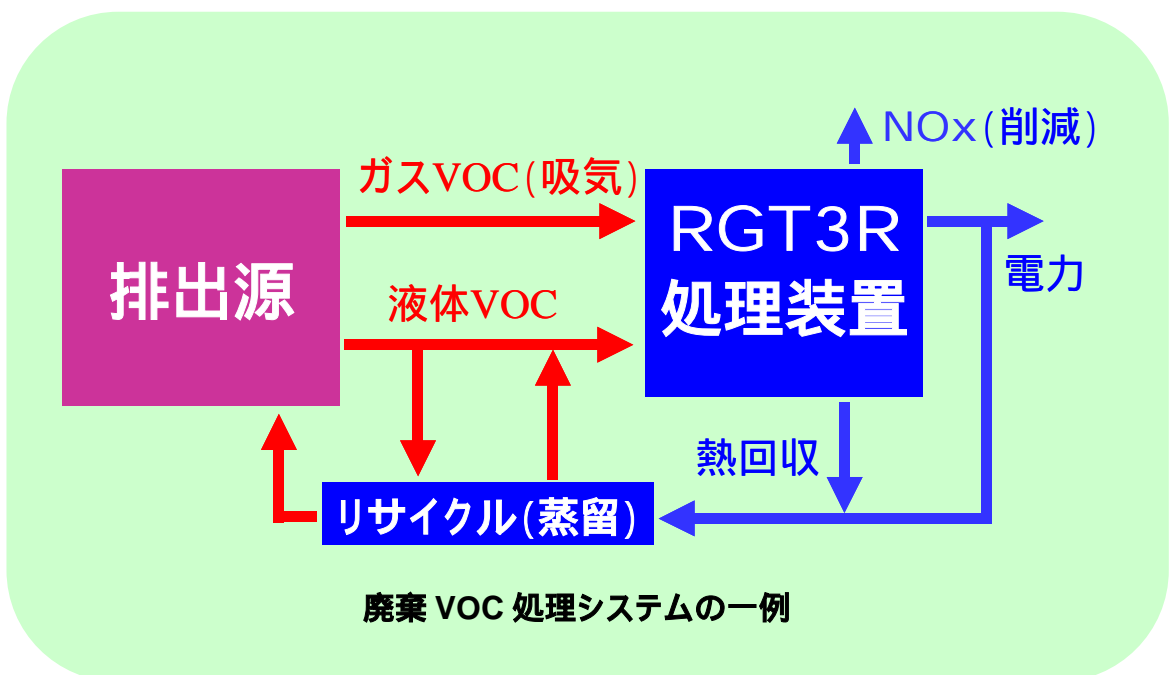 NOx(削減)
ガスVOC(吸気)
RGT3R
処理装置
排出源
電力
液体VOC
熱回収
リサイクル(蒸留)
廃棄 VOC 処理システムの一例